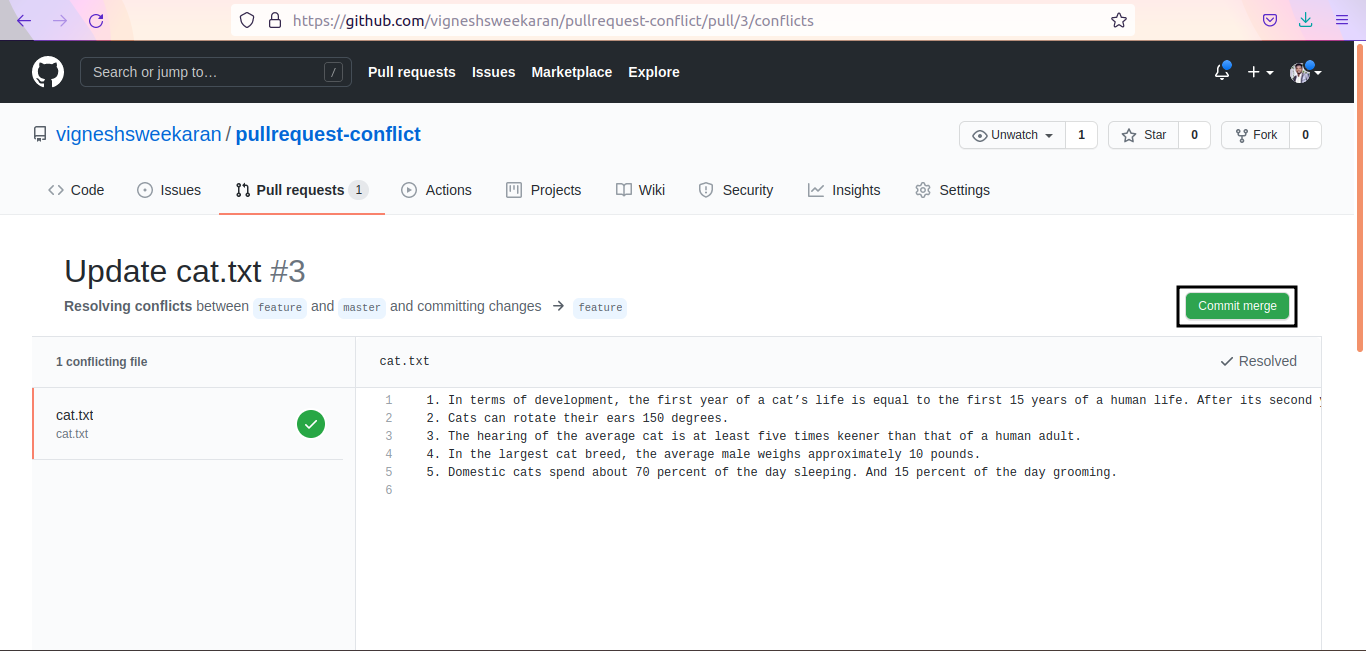 https://github.com/vigneshsweekaran/pullrequest-conflict/pull/3/conflicts
Search or jump to… / Pull requests Issues Marketplace Explore
vigneshsweekaran / pullrequest-conflict Unwatch 1 Star 0 Fork 0
Code Issues Pull requests 1 Actions Projects Wiki Security Insights Settings
Update cat.txt #3
Resolving conflicts between feature and master and committing changes → feature Commit merge
1 conflicting file cat.txt Resolved
cat.txt
cat.txt
1 1. In terms of development, the first year of a cat’s life is equal to the first 15 years of a human life. After its second
2 2. Cats can rotate their ears 150 degrees.
3 3. The hearing of the average cat is at least five times keener than that of a human adult.
4 4. In the largest cat breed, the average male weighs approximately 10 pounds.
5 5. Domestic cats spend about 70 percent of the day sleeping. And 15 percent of the day grooming.
6